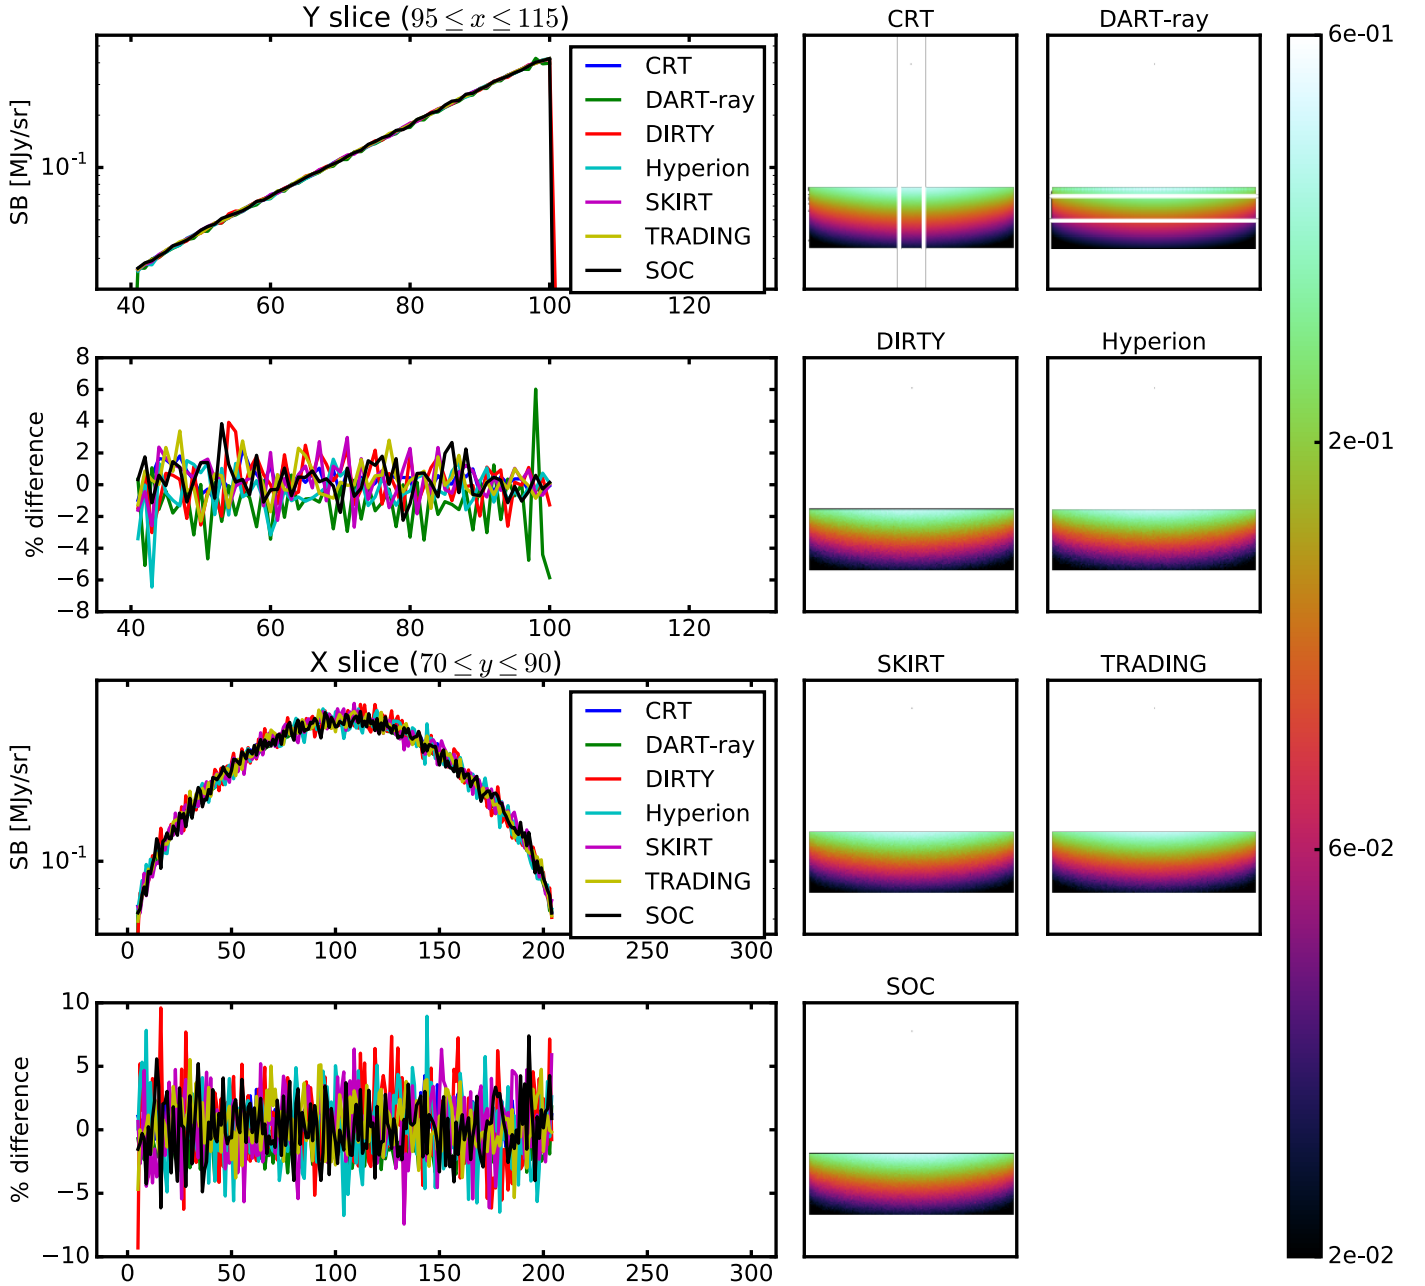 Y slice (95 ≤ x ≤ 115)
SB [MJy/sr]
10⁻¹
CRT
DART-ray
DIRTY
Hyperion
SKIRT
TRADING
SOC
40 60 80 100 120
% difference
8
6
4
2
0
−2
−4
−6
−8
40 60 80 100 120
X slice (70 ≤ y ≤ 90)
SB [MJy/sr]
10⁻¹
CRT
DART-ray
DIRTY
Hyperion
SKIRT
TRADING
SOC
0 50 100 150 200 250 300
% difference
10
5
0
−5
−10
0 50 100 150 200 250 300
CRT
DART-ray
DIRTY
Hyperion
SKIRT
TRADING
SOC
6e-01
2e-01
6e-02
2e-02